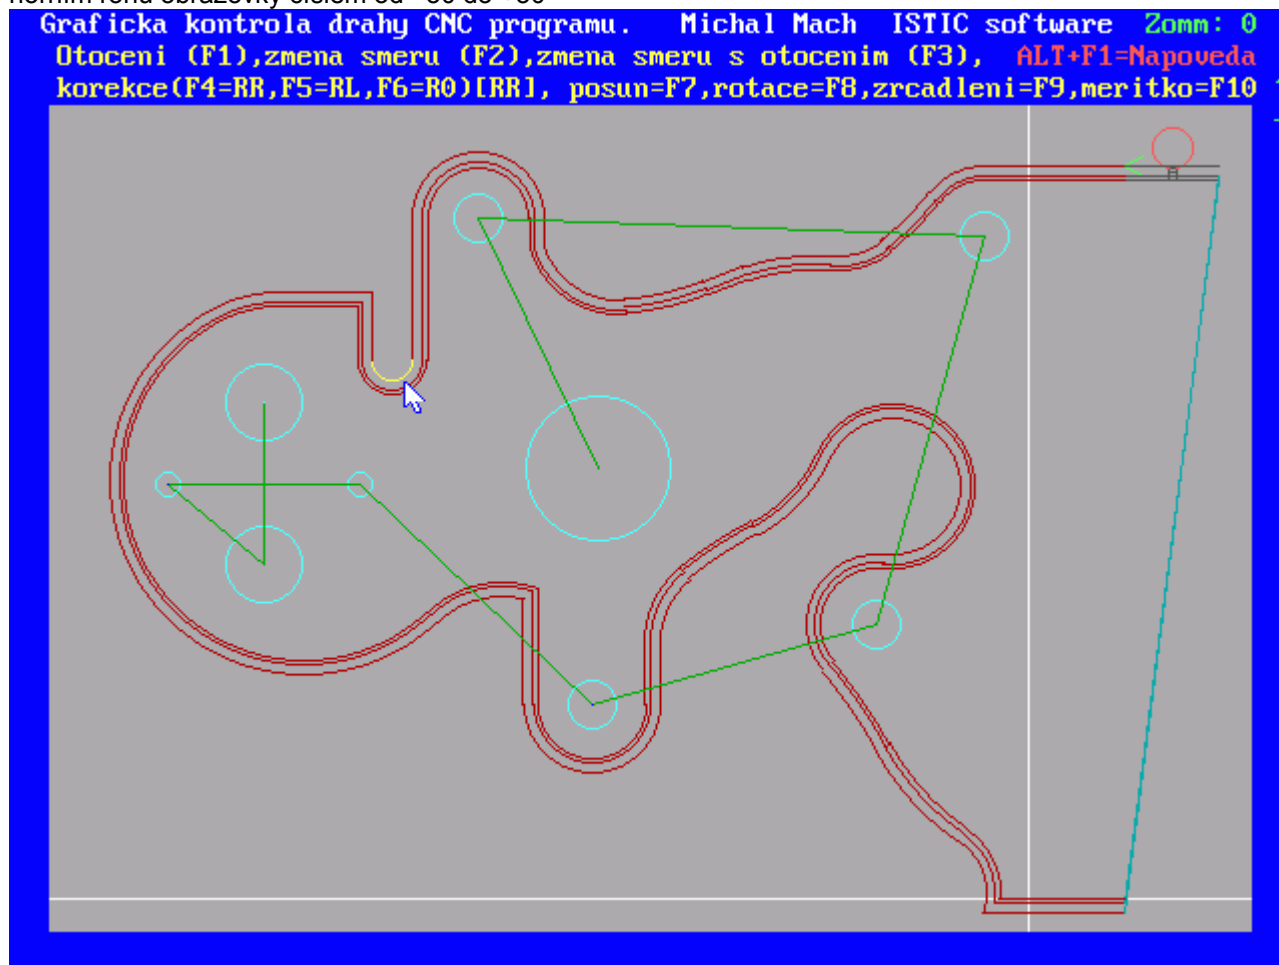 Graficka kontrola drahy CNC programu.   Michal Mach   ISTIC software   Zomm: 0
Otoceni (F1),zmena smeru (F2),zmena smeru s otocenim (F3),   ALT+F1=Napoveda
korekce(F4=RR,F5=RL,F6=R0)[RR], posun=F7,rotace=F8,zrcadleni=F9,meritko=F10